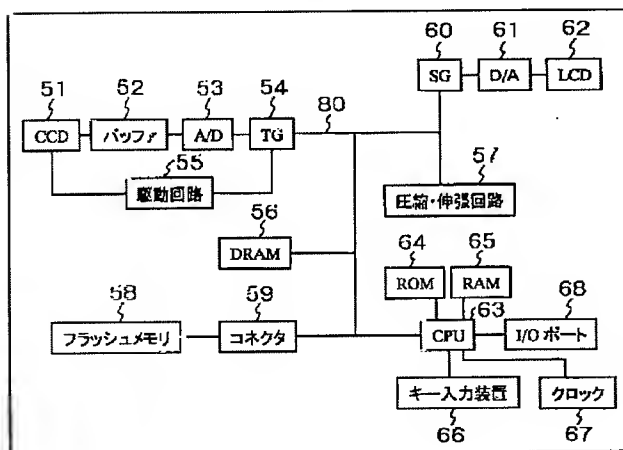 60 61 62
SG D/A LCD
51 52 53 54 80
CCD バッファ A/D TG
55
駆動回路
57
圧縮・伸張回路
56
DRAM
64 65
ROM RAM
58 59 63 68
フラッシュメモリ コネクタ CPU I/O ポート
キー入力装置 クロック
66 67